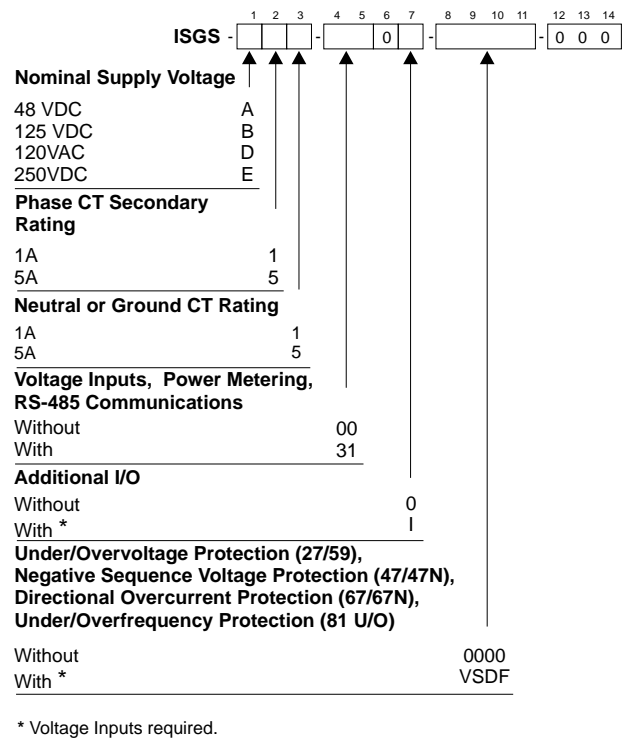 1 2 3 4 5 6 7 8 9 10 11 12 13 14
ISGS - - 0 - - 0 0 0
Nominal Supply Voltage
48 VDC A
125 VDC B
120VAC D
250VDC E
Phase CT Secondary
Rating
1A 1
5A 5
Neutral or Ground CT Rating
1A 1
5A 5
Voltage Inputs, Power Metering,
RS-485 Communications
Without 00
With 31
Additional I/O
Without 0
With * I
Under/Overvoltage Protection (27/59),
Negative Sequence Voltage Protection (47/47N),
Directional Overcurrent Protection (67/67N),
Under/Overfrequency Protection (81 U/O)
Without 0000
With * VSDF
* Voltage Inputs required.